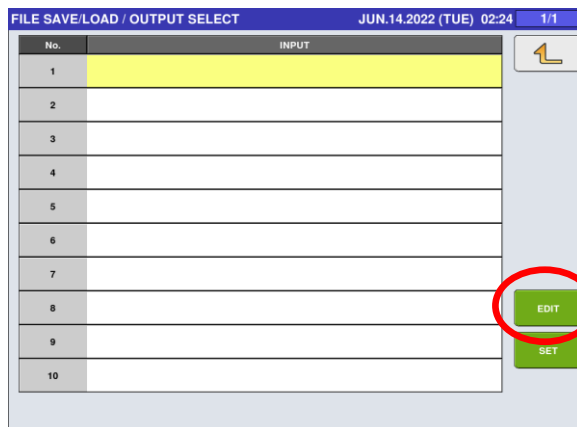 FILE SAVE/LOAD / OUTPUT SELECT JUN.14.2022 (TUE) 02:24 1/1
No. INPUT
1
2
3
4
5
6
7
8
EDIT
9
SET
10